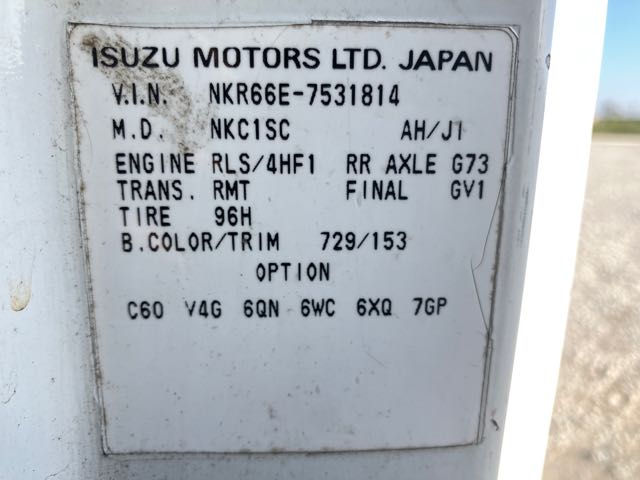 ISUZU MOTORS LTD. JAPAN
V.I.N. NKR66E-7531814
M.D. NKC1SC AH/J1
ENGINE RLS/4HF1 RR AXLE G73
TRANS. RMT FINAL GV1
TIRE 96H
B.COLOR/TRIM 729/153
OPTION
C60 V4G 6QN 6WC 6XQ 7GP